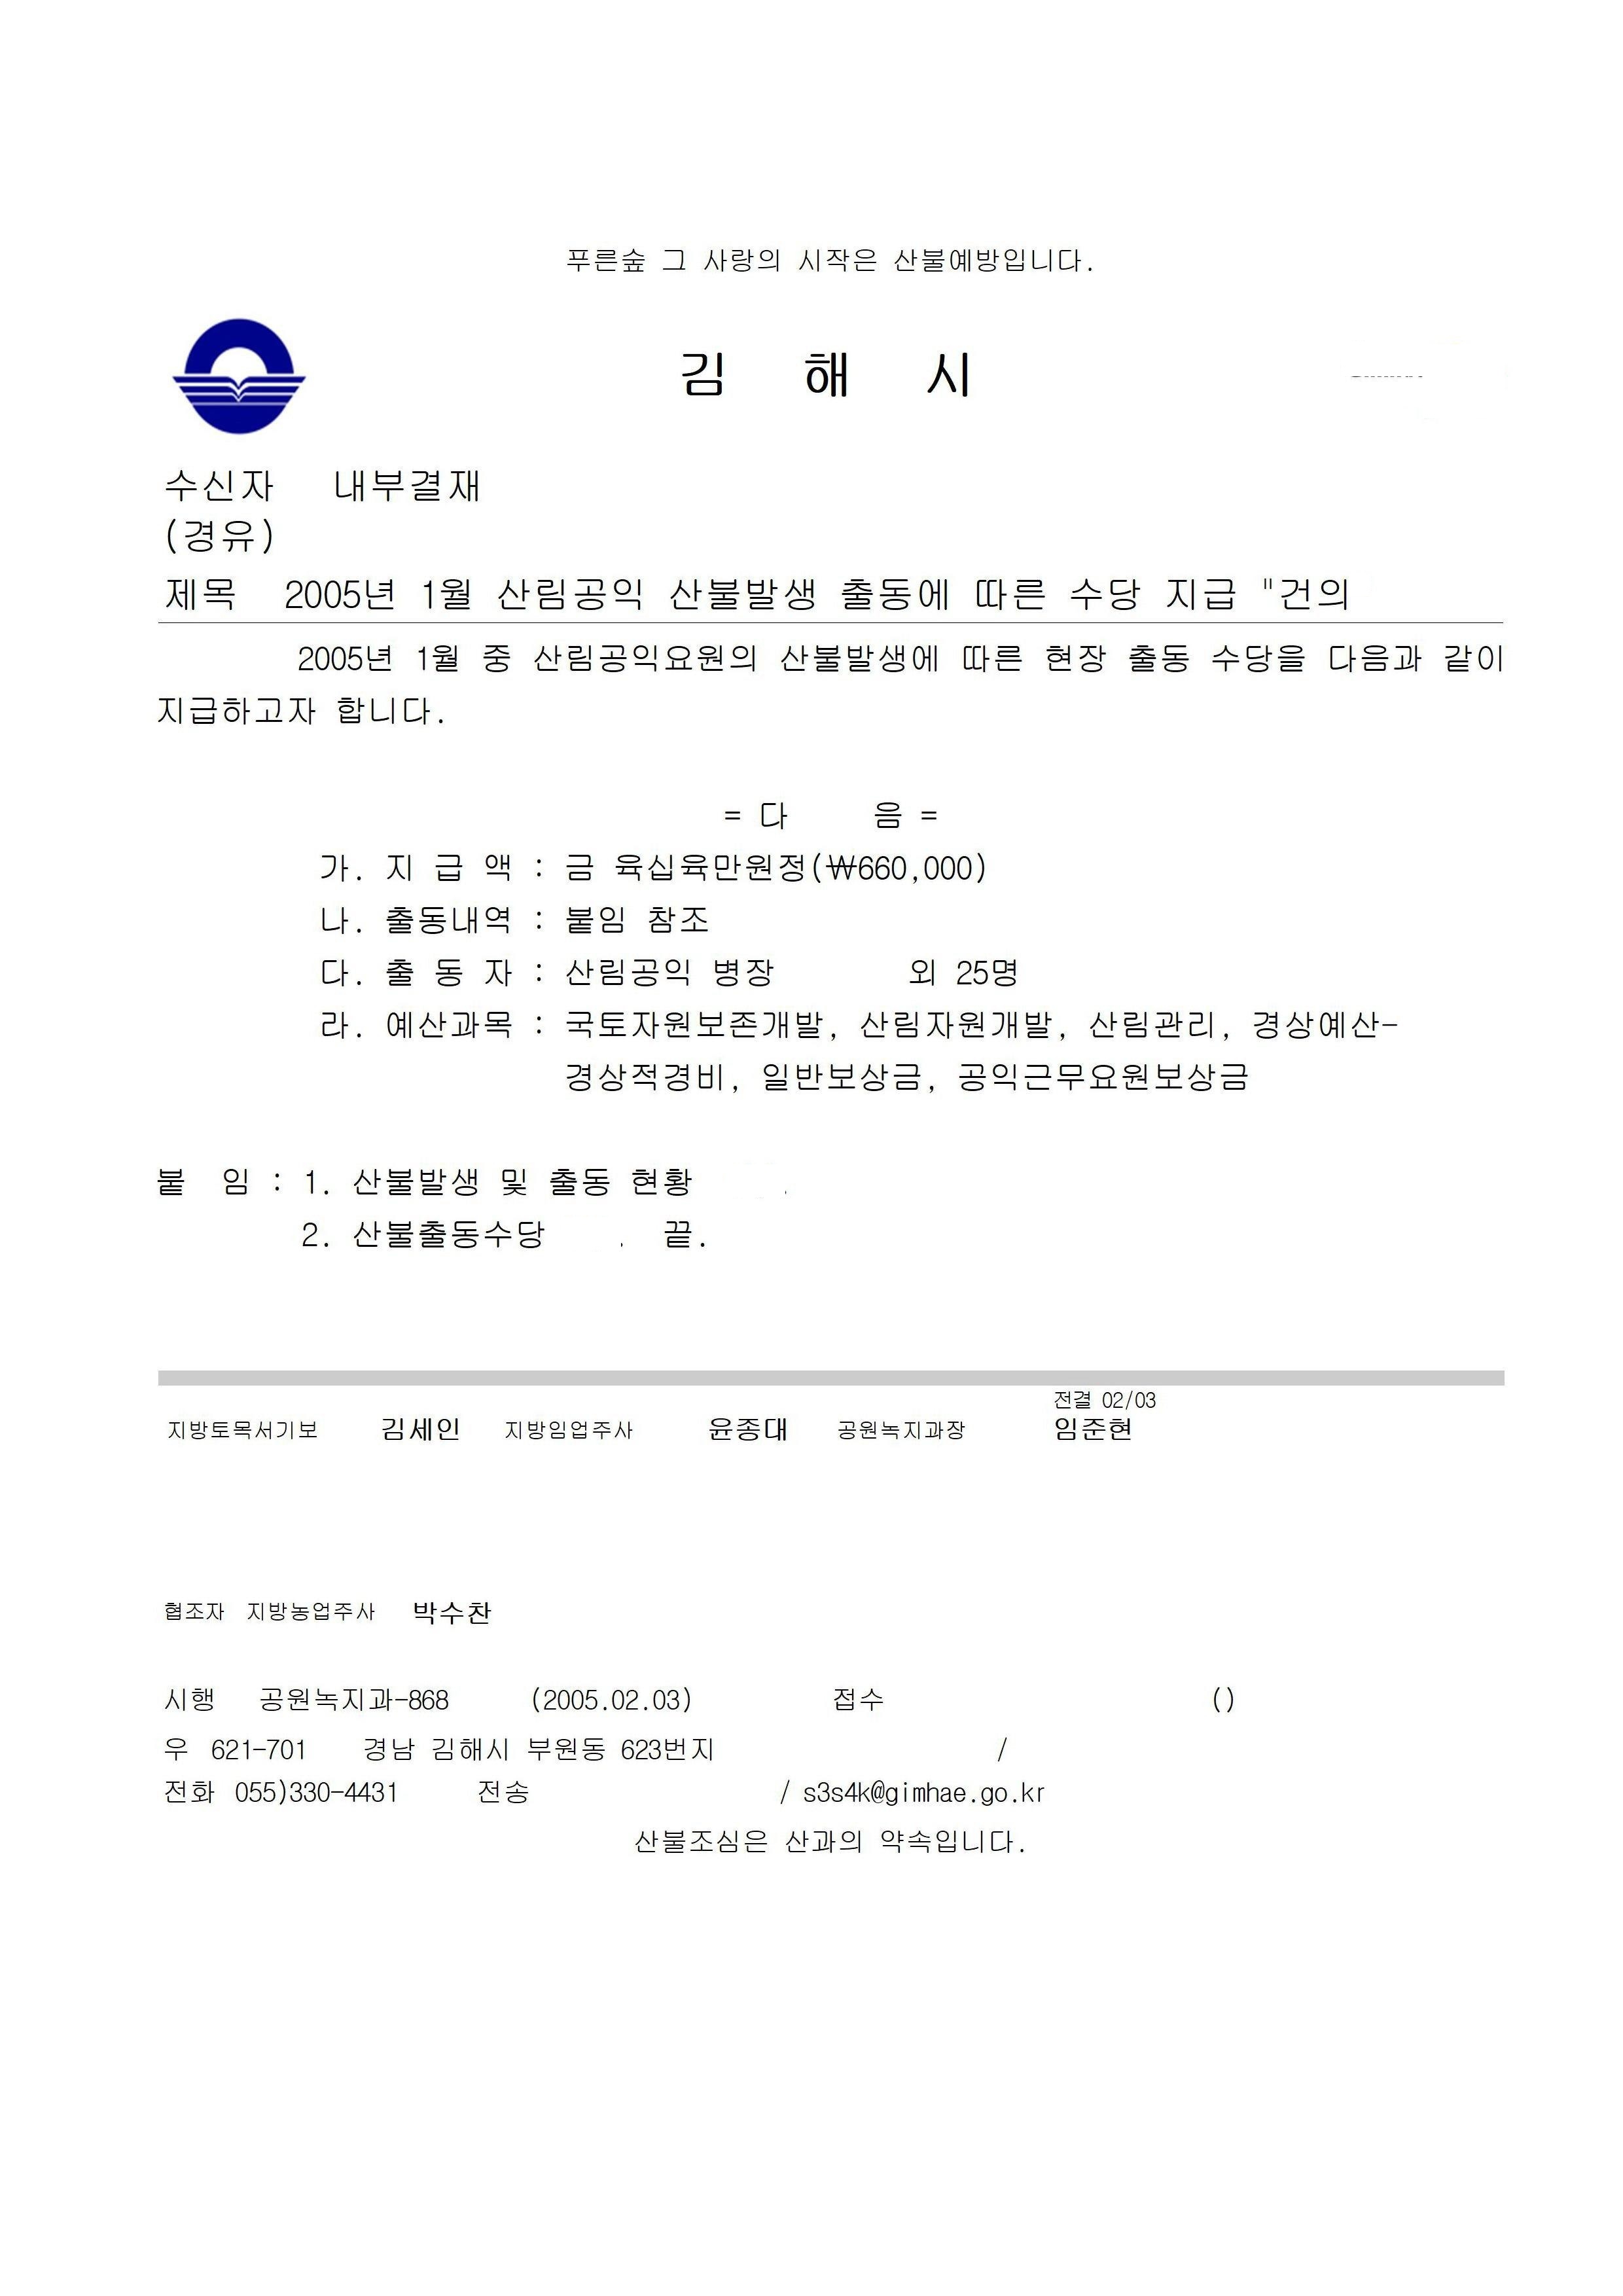 푸른숲 그 사랑의 시작은 산불예방입니다.
김 해 시
수신자 내부결재
(경유)
제목 2005년 1월 산림공익 산불발생 출동에 따른 수당 지급 "건의
2005년 1월 중 산림공익요원의 산불발생에 따른 현장 출동 수당을 다음과 같이
지급하고자 합니다.
= 다 음 =
가. 지 급 액 : 금 육십육만원정(₩660,000)
나. 출동내역 : 붙임 참조
다. 출 동 자 : 산림공익 병장 외 25명
라. 예산과목 : 국토자원보존개발, 산림자원개발, 산림관리, 경상예산-
경상적경비, 일반보상금, 공익근무요원보상금
붙 임 : 1. 산불발생 및 출동 현황 .
2. 산불출동수당 . 끝.
전결 02/03
지방토목서기보 김세인 지방임업주사 윤종대 공원녹지과장 임준현
협조자 지방농업주사 박수찬
시행 공원녹지과-868 (2005.02.03) 접수 ()
우 621-701 경남 김해시 부원동 623번지 /
전화 055)330-4431 전송 / s3s4k@gimhae.go.kr
산불조심은 산과의 약속입니다.